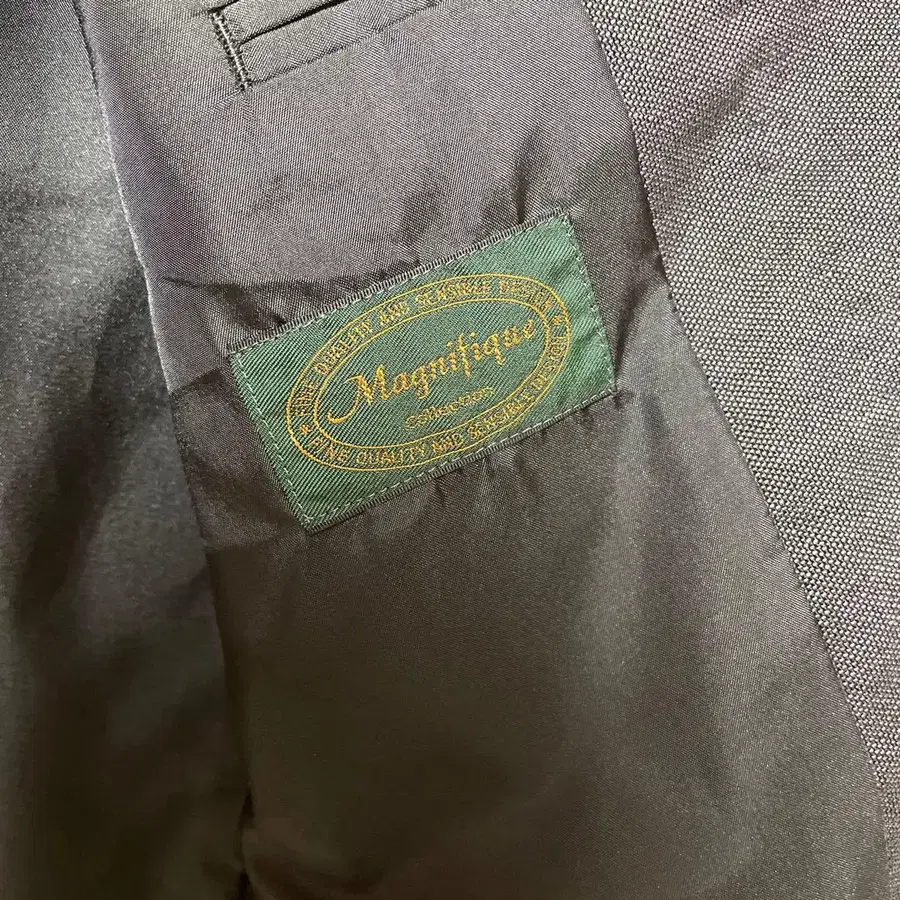 FINE QUALITY AND SENSIBLE DESIGN
Magnifique
Collection
★ FINE QUALITY AND SENSIBLE DESIGN ★